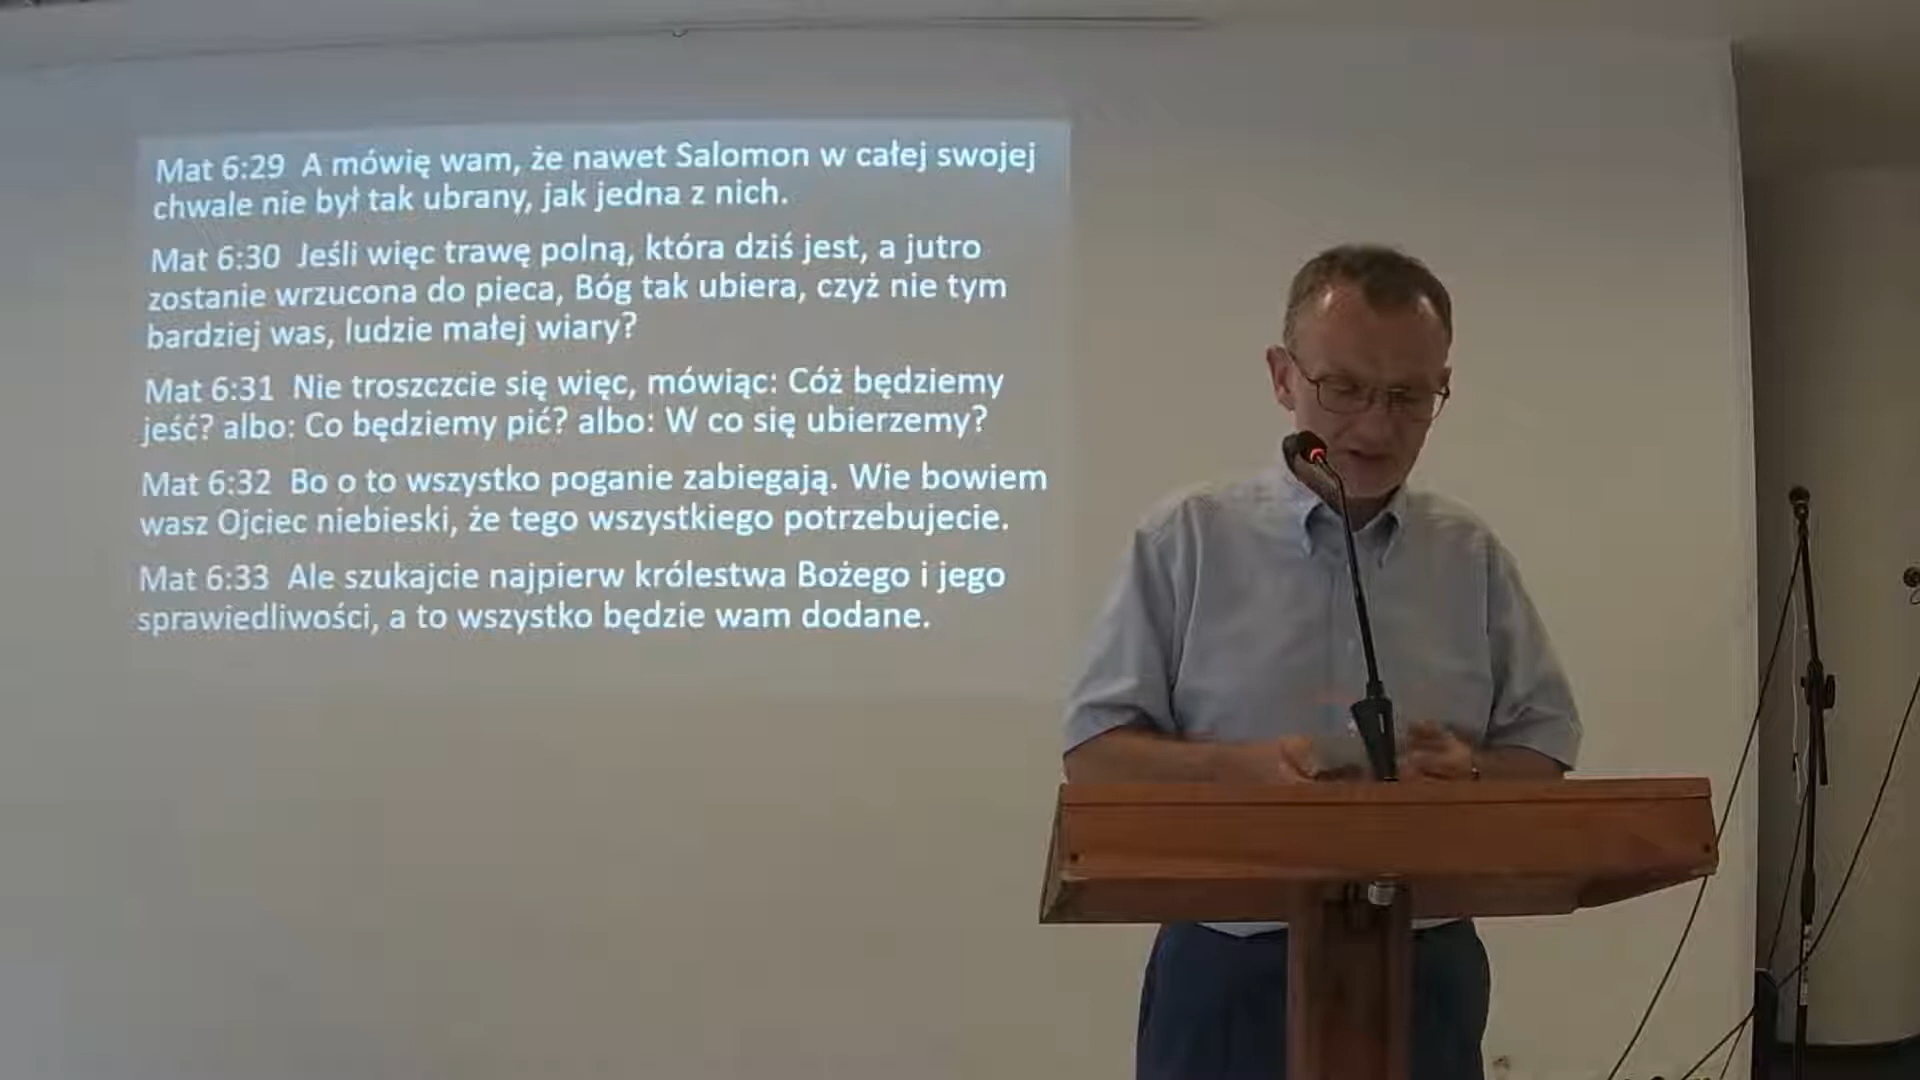 Mat 6:29 A mówię wam, że nawet Salomon w całej swojej
chwale nie był tak ubrany, jak jedna z nich.
Mat 6:30 Jeśli więc trawę polną, która dziś jest, a jutro
zostanie wrzucona do pieca, Bóg tak ubiera, czyż nie tym
bardziej was, ludzie małej wiary?
Mat 6:31 Nie troszczcie się więc, mówiąc: Cóż będziemy
jeść? albo: Co będziemy pić? albo: W co się ubierzemy?
Mat 6:32 Bo o to wszystko poganie zabiegają. Wie bowiem
wasz Ojciec niebieski, że tego wszystkiego potrzebujecie.
Mat 6:33 Ale szukajcie najpierw królestwa Bożego i jego
sprawiedliwości, a to wszystko będzie wam dodane.